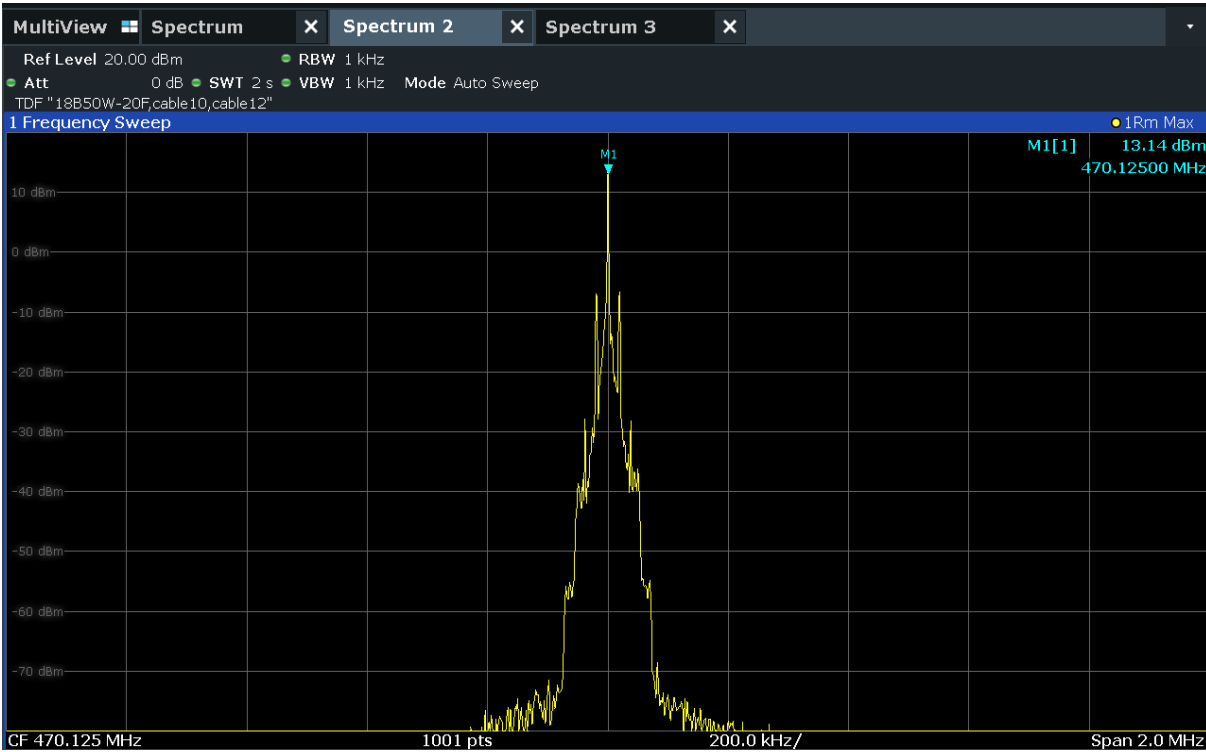 MultiView Spectrum X Spectrum 2 X Spectrum 3 X
Ref Level 20.00 dBm RBW 1 kHz
Att 0 dB SWT 2 s VBW 1 kHz Mode Auto Sweep
TDF "18B50W-20F,cable10,cable12"
1 Frequency Sweep 1Rm Max
M1[1] 13.14 dBm
470.12500 MHz
M1
10 dBm
0 dBm
-10 dBm
-20 dBm
-30 dBm
-40 dBm
-50 dBm
-60 dBm
-70 dBm
CF 470.125 MHz 1001 pts 200.0 kHz/ Span 2.0 MHz